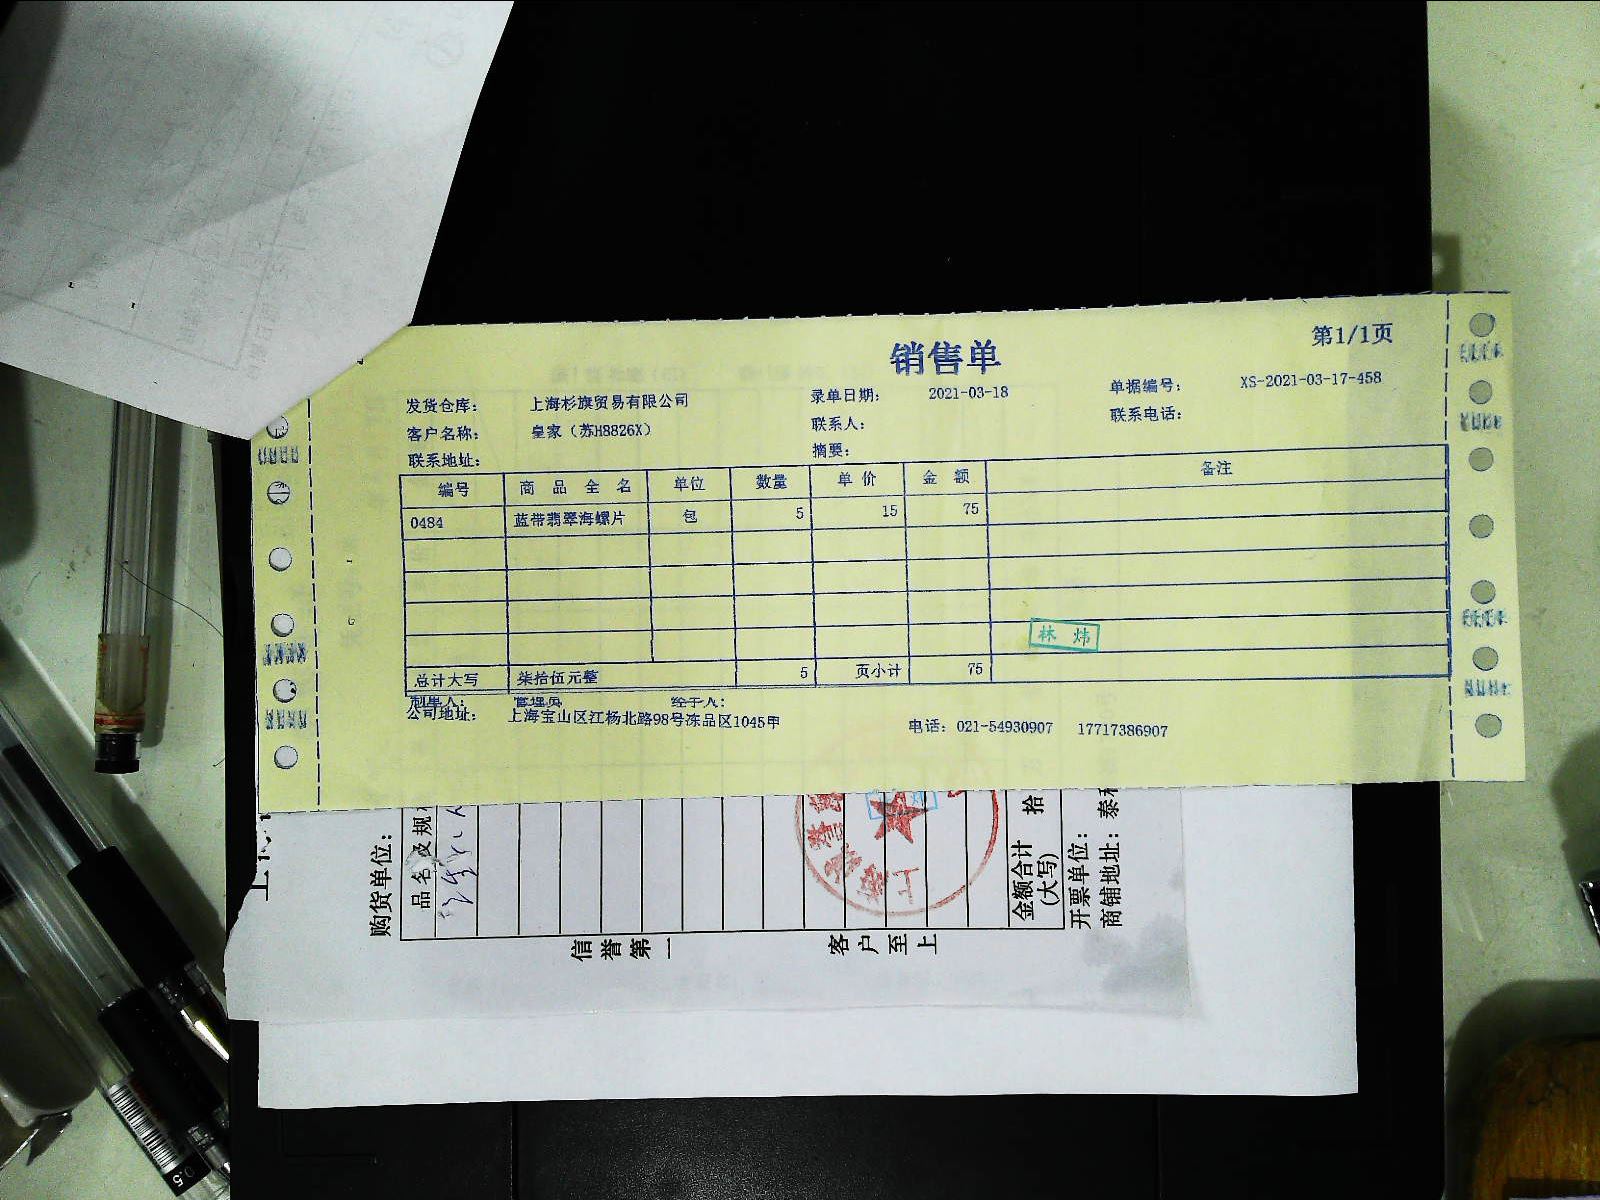 销售单
第1/1页
发货仓库： 上海杉旗贸易有限公司 录单日期： 2021-03-18 单据编号： XS-2021-03-17-458
客户名称： 皇家（苏H8826X） 联系人： 联系电话：
联系地址： 摘要：
编号 商品全名 单位 数量 单价 金额 备注
0484 蓝带翡翠海螺片 包 5 15 75
林炜
总计大写 柒拾伍元整 5 页小计 75
制单人： 管理员 经手人：
公司地址： 上海宝山区江杨北路98号冻品区1045甲 电话：021-54930907 17717386907
购货单位：
品名及规
信誉第一
客户至上
金额合计
(大写)
拾
开票单位：
商铺地址：泰
0.5